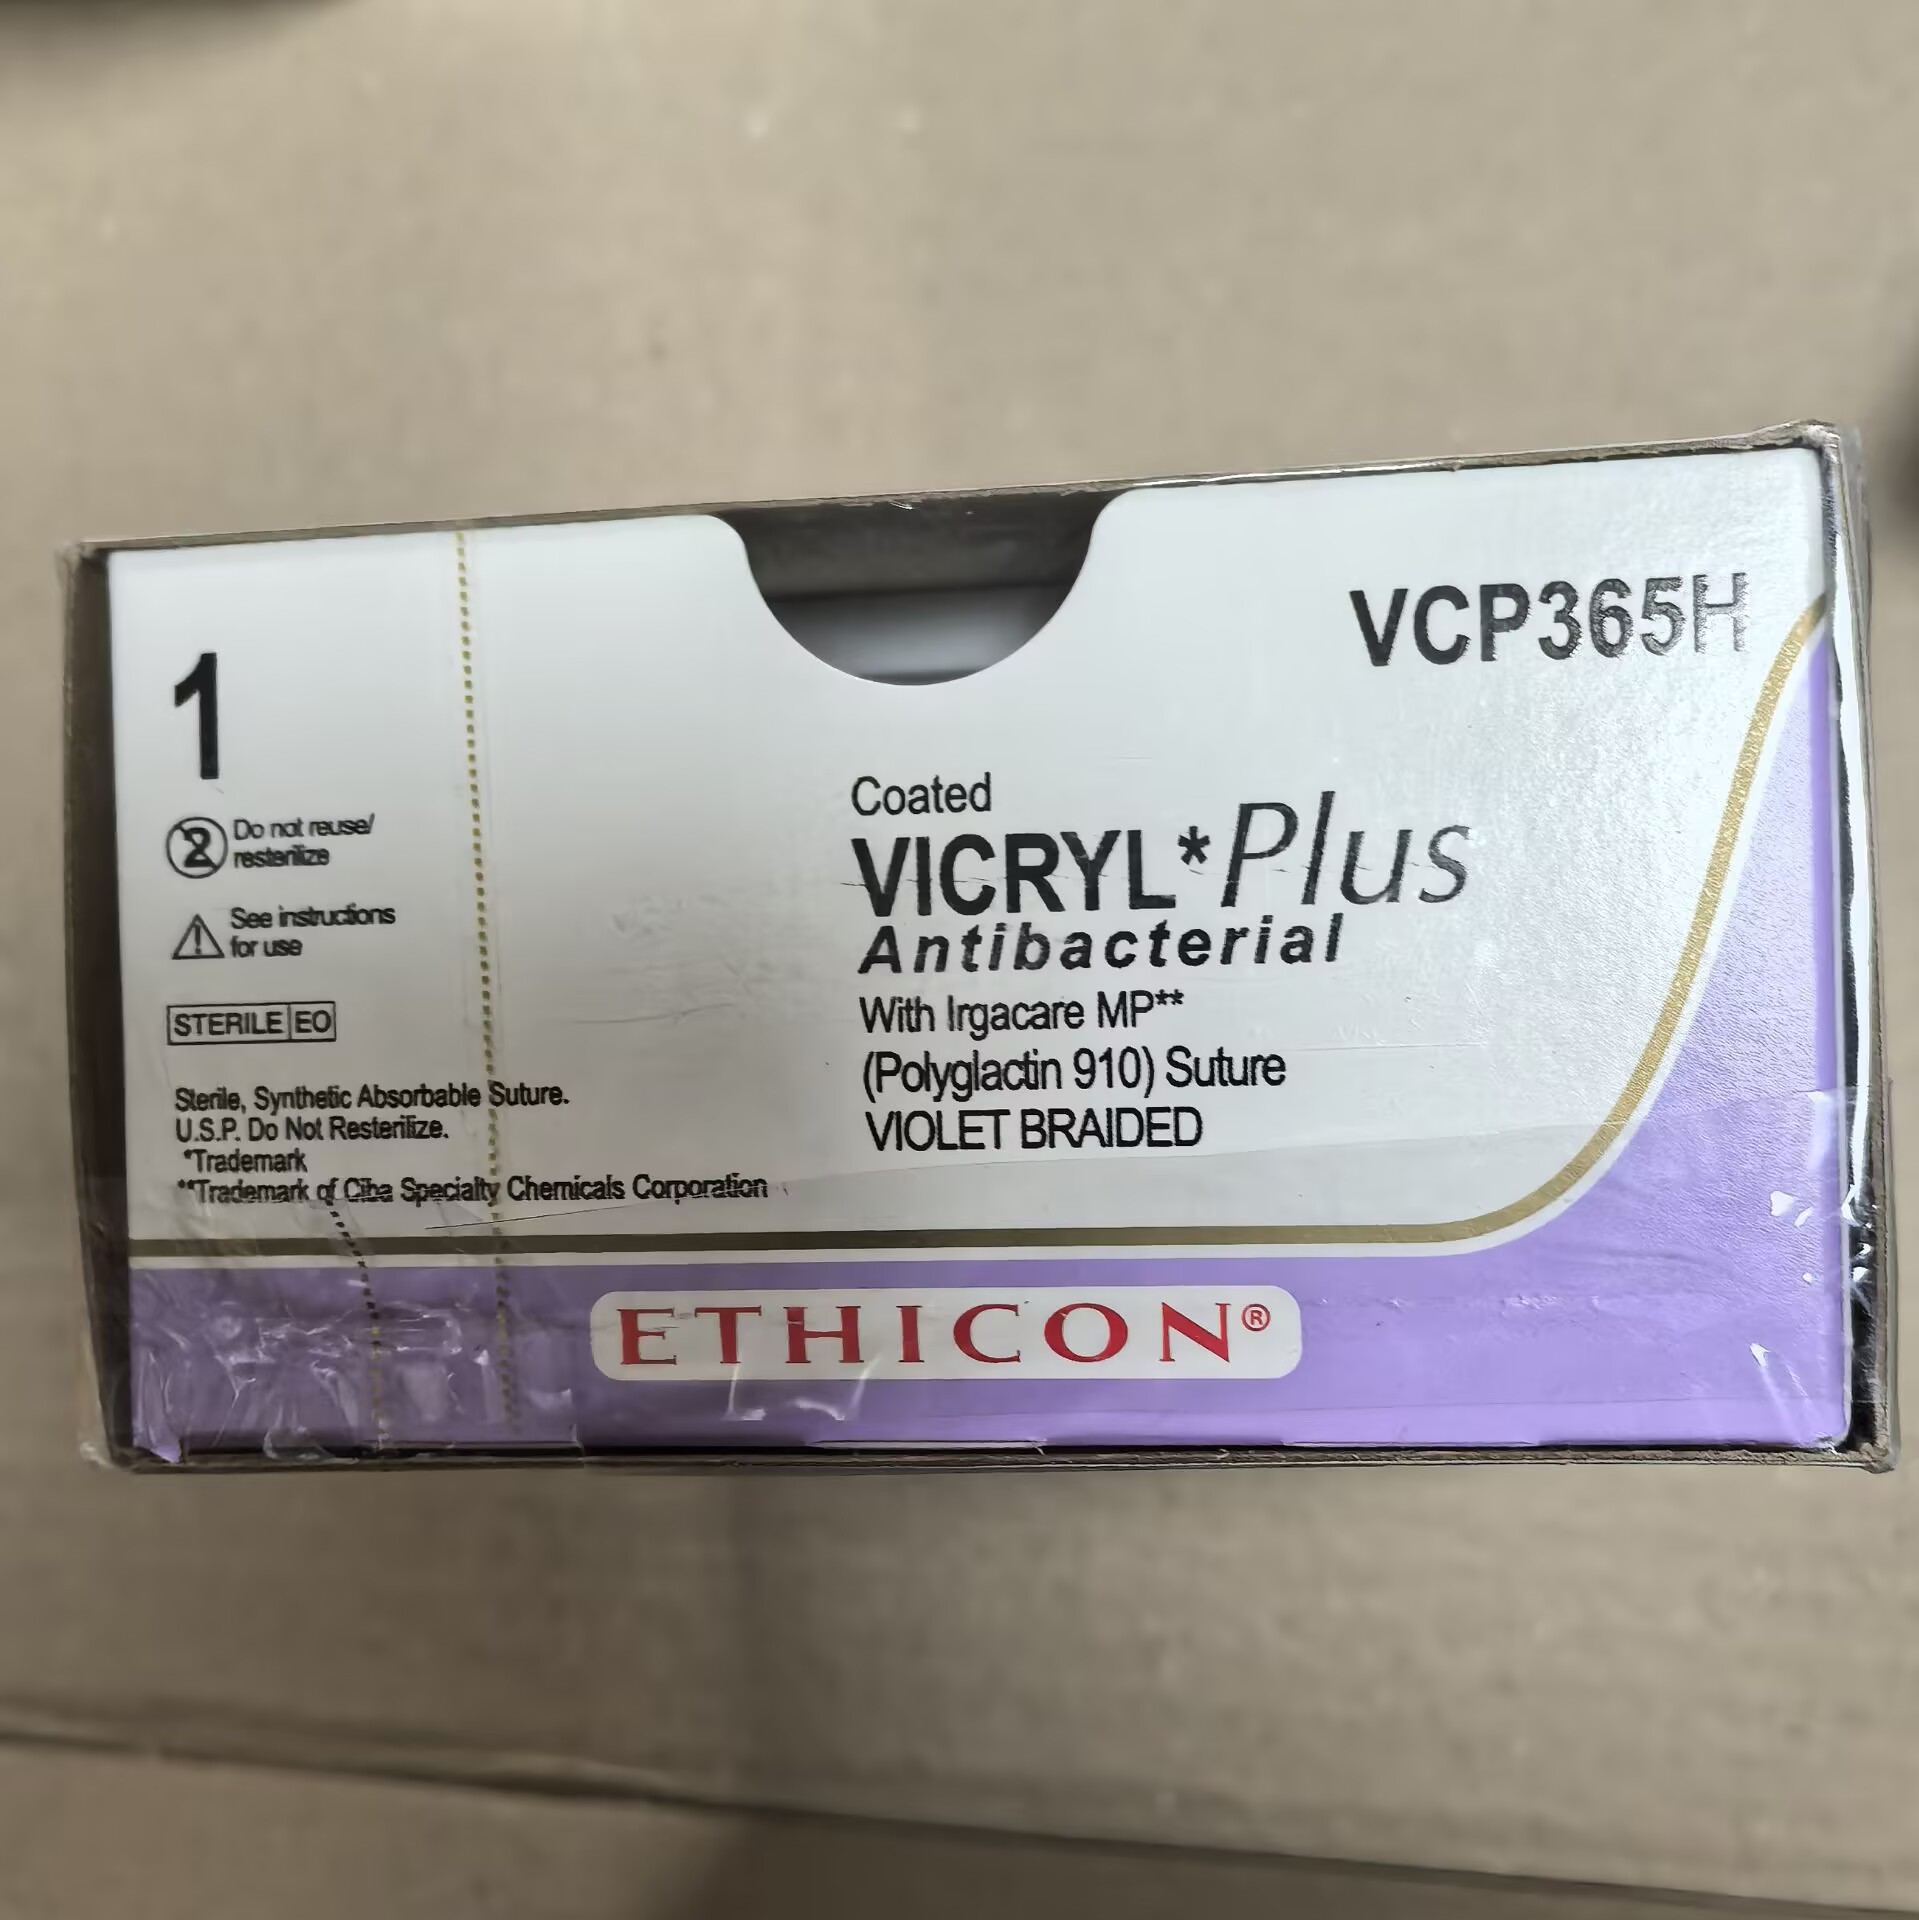 1
Do not reuse/
resterilize
See instructions
for use
STERILE EO
Sterile, Synthetic Absorbable Suture.
U.S.P. Do Not Resterilize.
*Trademark
**Trademark of Ciba Specialty Chemicals Corporation
VCP365H
Coated
VICRYL* Plus
Antibacterial
With Irgacare MP**
(Polyglactin 910) Suture
VIOLET BRAIDED
ETHICON®